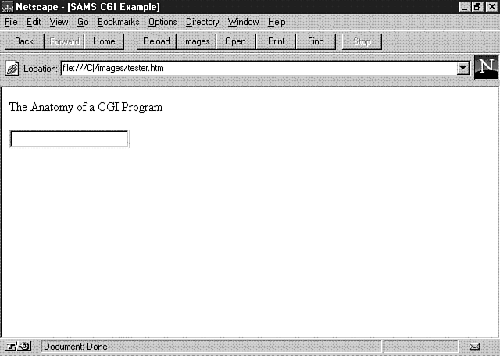 Netscape - [SAMS CGI Example]
File Edit View Go Bookmarks Options Directory Window Help
Back Forward Home Reload Images Open Print Find Stop
Location: file:///C|/images/tester.htm
N
The Anatomy of a CGI Program
Document: Done